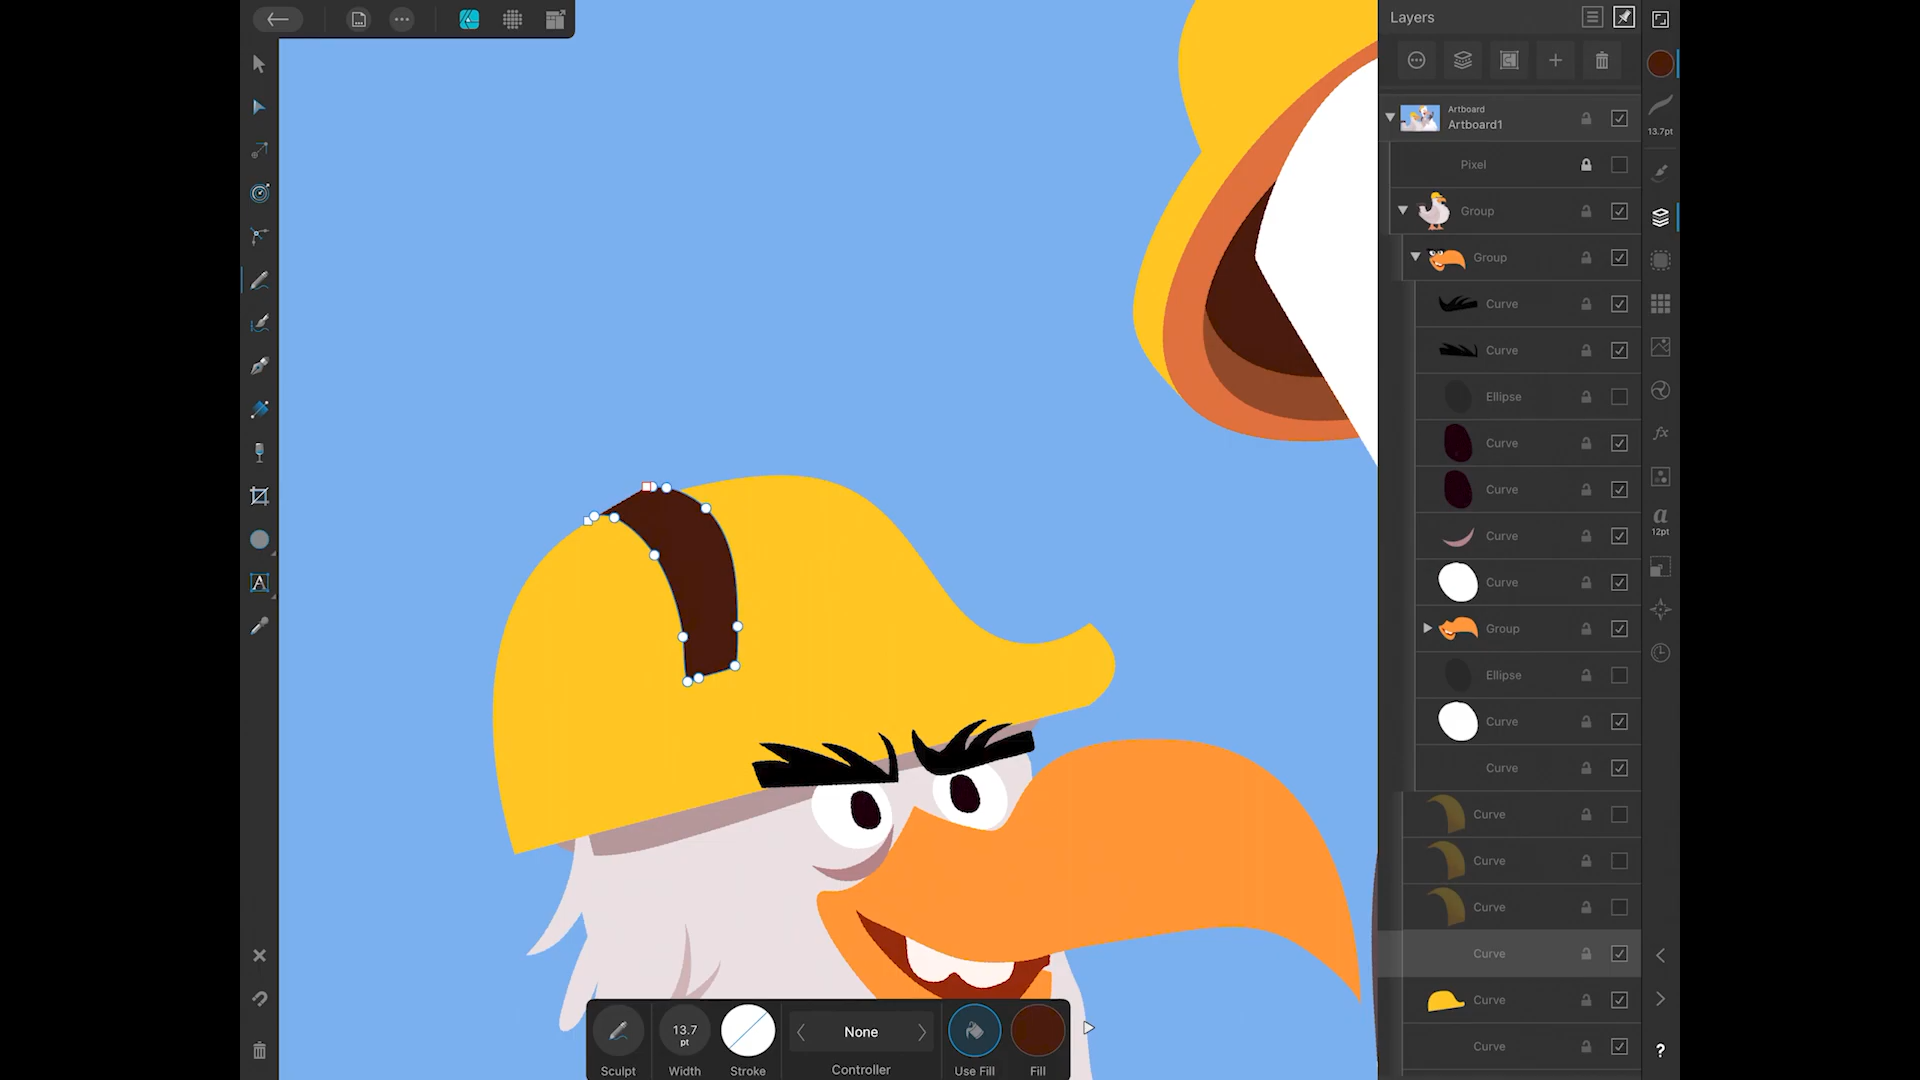 Layers
Artboard
Artboard1
13.7pt
Pixel
Group
Group
Curve
Curve
Ellipse
Curve
Curve
Curve
a
12pt
Curve
Group
Ellipse
Curve
Curve
Curve
Curve
Curve
Curve
Curve
Curve
fx
A
?
13.7
pt
None
Sculpt
Width
Stroke
Controller
Use Fill
Fill